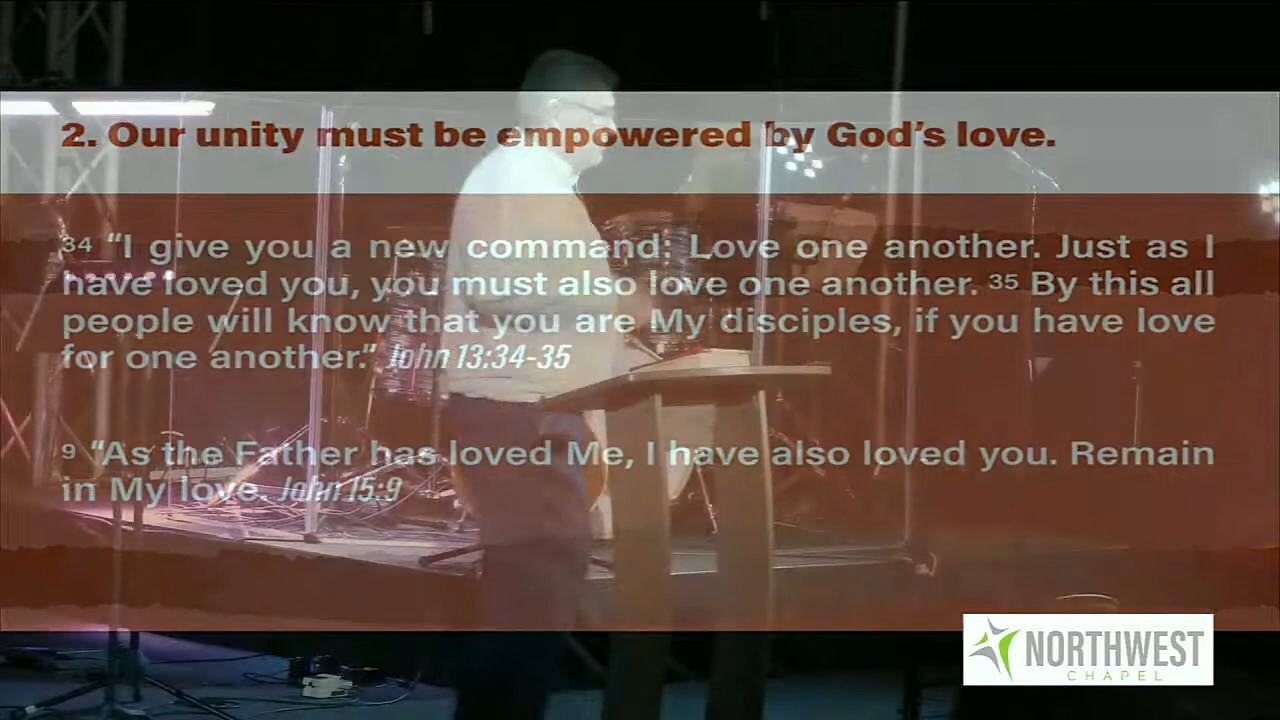 2. Our unity must be empowered by God's love.
34 “I give you a new command: Love one another. Just as I
have loved you, you must also love one another. 35 By this all
people will know that you are My disciples, if you have love
for one another.” John 13:34-35
9 “As the Father has loved Me, I have also loved you. Remain
in My love. John 15:9
NORTHWEST
CHAPEL